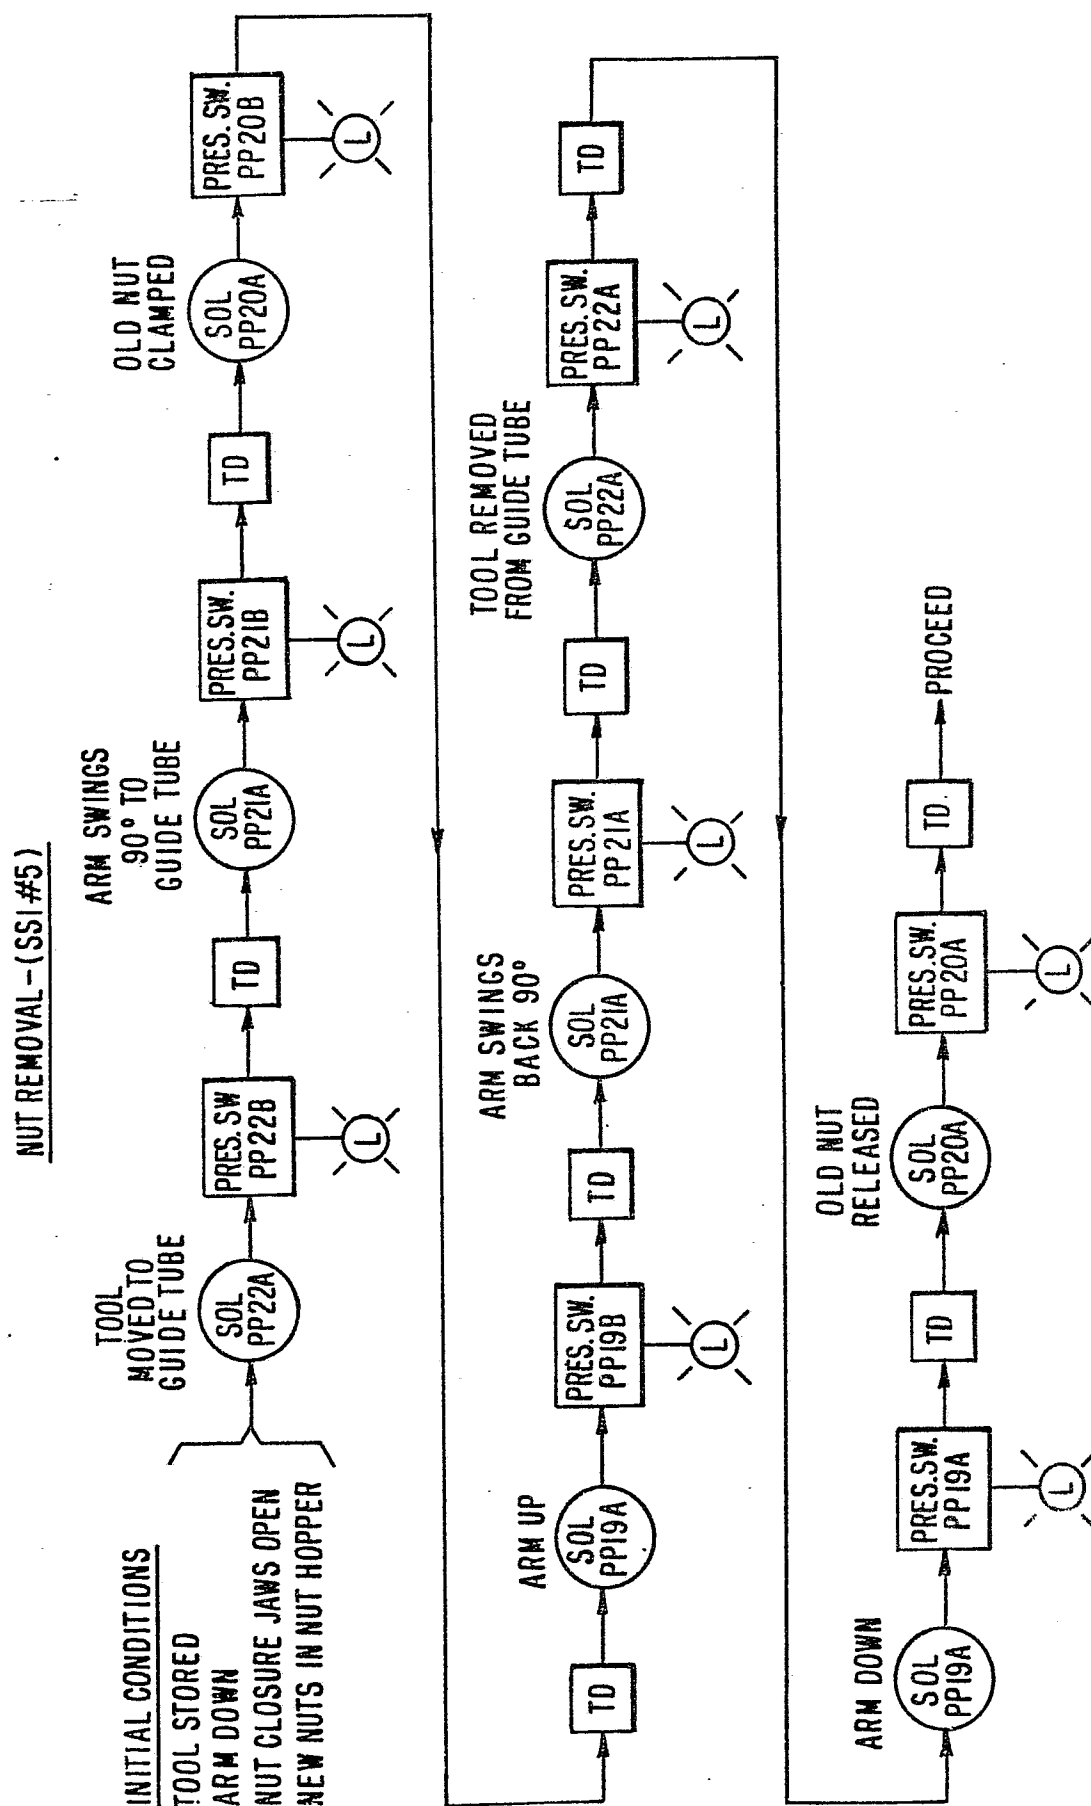 NUT REMOVAL-(SSI #5)
INITIAL CONDITIONS
TOOL STORED
ARM DOWN
NUT CLOSURE JAWS OPEN
NEW NUTS IN NUT HOPPER
TOOL
MOVED TO
GUIDE TUBE
SOL
PP22A
PRES. SW
PP22B
L
TD
ARM SWINGS
90° TO
GUIDE TUBE
SOL
PP21A
PRES. SW.
PP21B
L
TD
OLD NUT
CLAMPED
SOL
PP20A
PRES. SW.
PP20B
L
TD
ARM UP
SOL
PP19A
PRES. SW.
PP19B
L
TD
ARM SWINGS
BACK 90°
SOL
PP21A
PRES. SW.
PP21A
L
TD
TOOL REMOVED
FROM GUIDE TUBE
SOL
PP22A
PRES. SW.
PP22A
L
TD
ARM DOWN
SOL
PP19A
PRES. SW.
PP19A
L
TD
OLD NUT
RELEASED
SOL
PP20A
PRES. SW.
PP20A
L
TD.
PROCEED